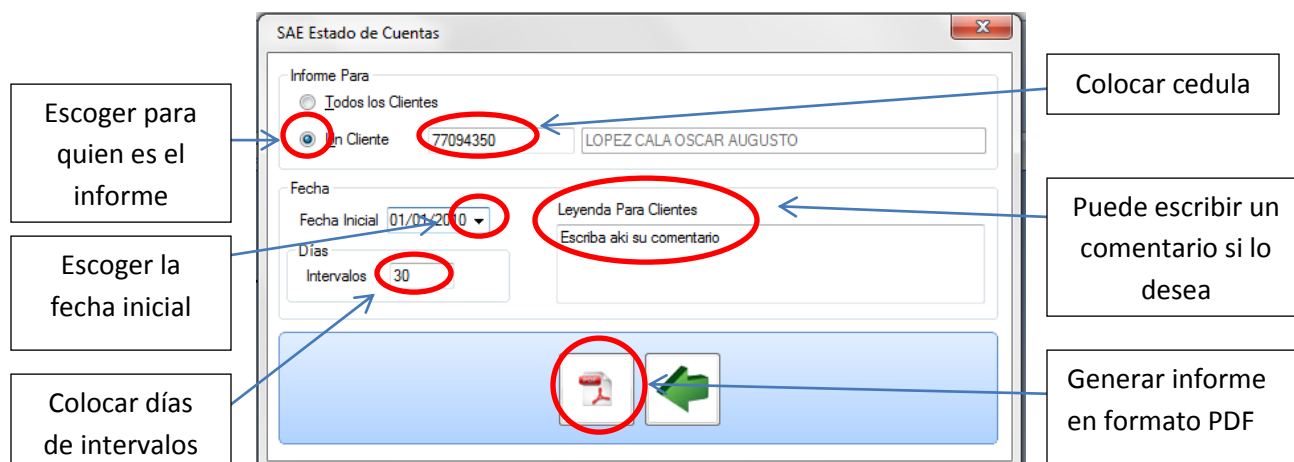 SAE Estado de Cuentas
Informe Para
Todos los Clientes
Un Cliente 77094350 LOPEZ CALA OSCAR AUGUSTO
Fecha
Fecha Inicial 01/01/2010
Días
Intervalos 30
Leyenda Para Clientes
Escriba aki su comentario
Escoger para
quien es el
informe
Escoger la
fecha inicial
Colocar días
de intervalos
Colocar cedula
Puede escribir un
comentario si lo
desea
Generar informe
en formato PDF